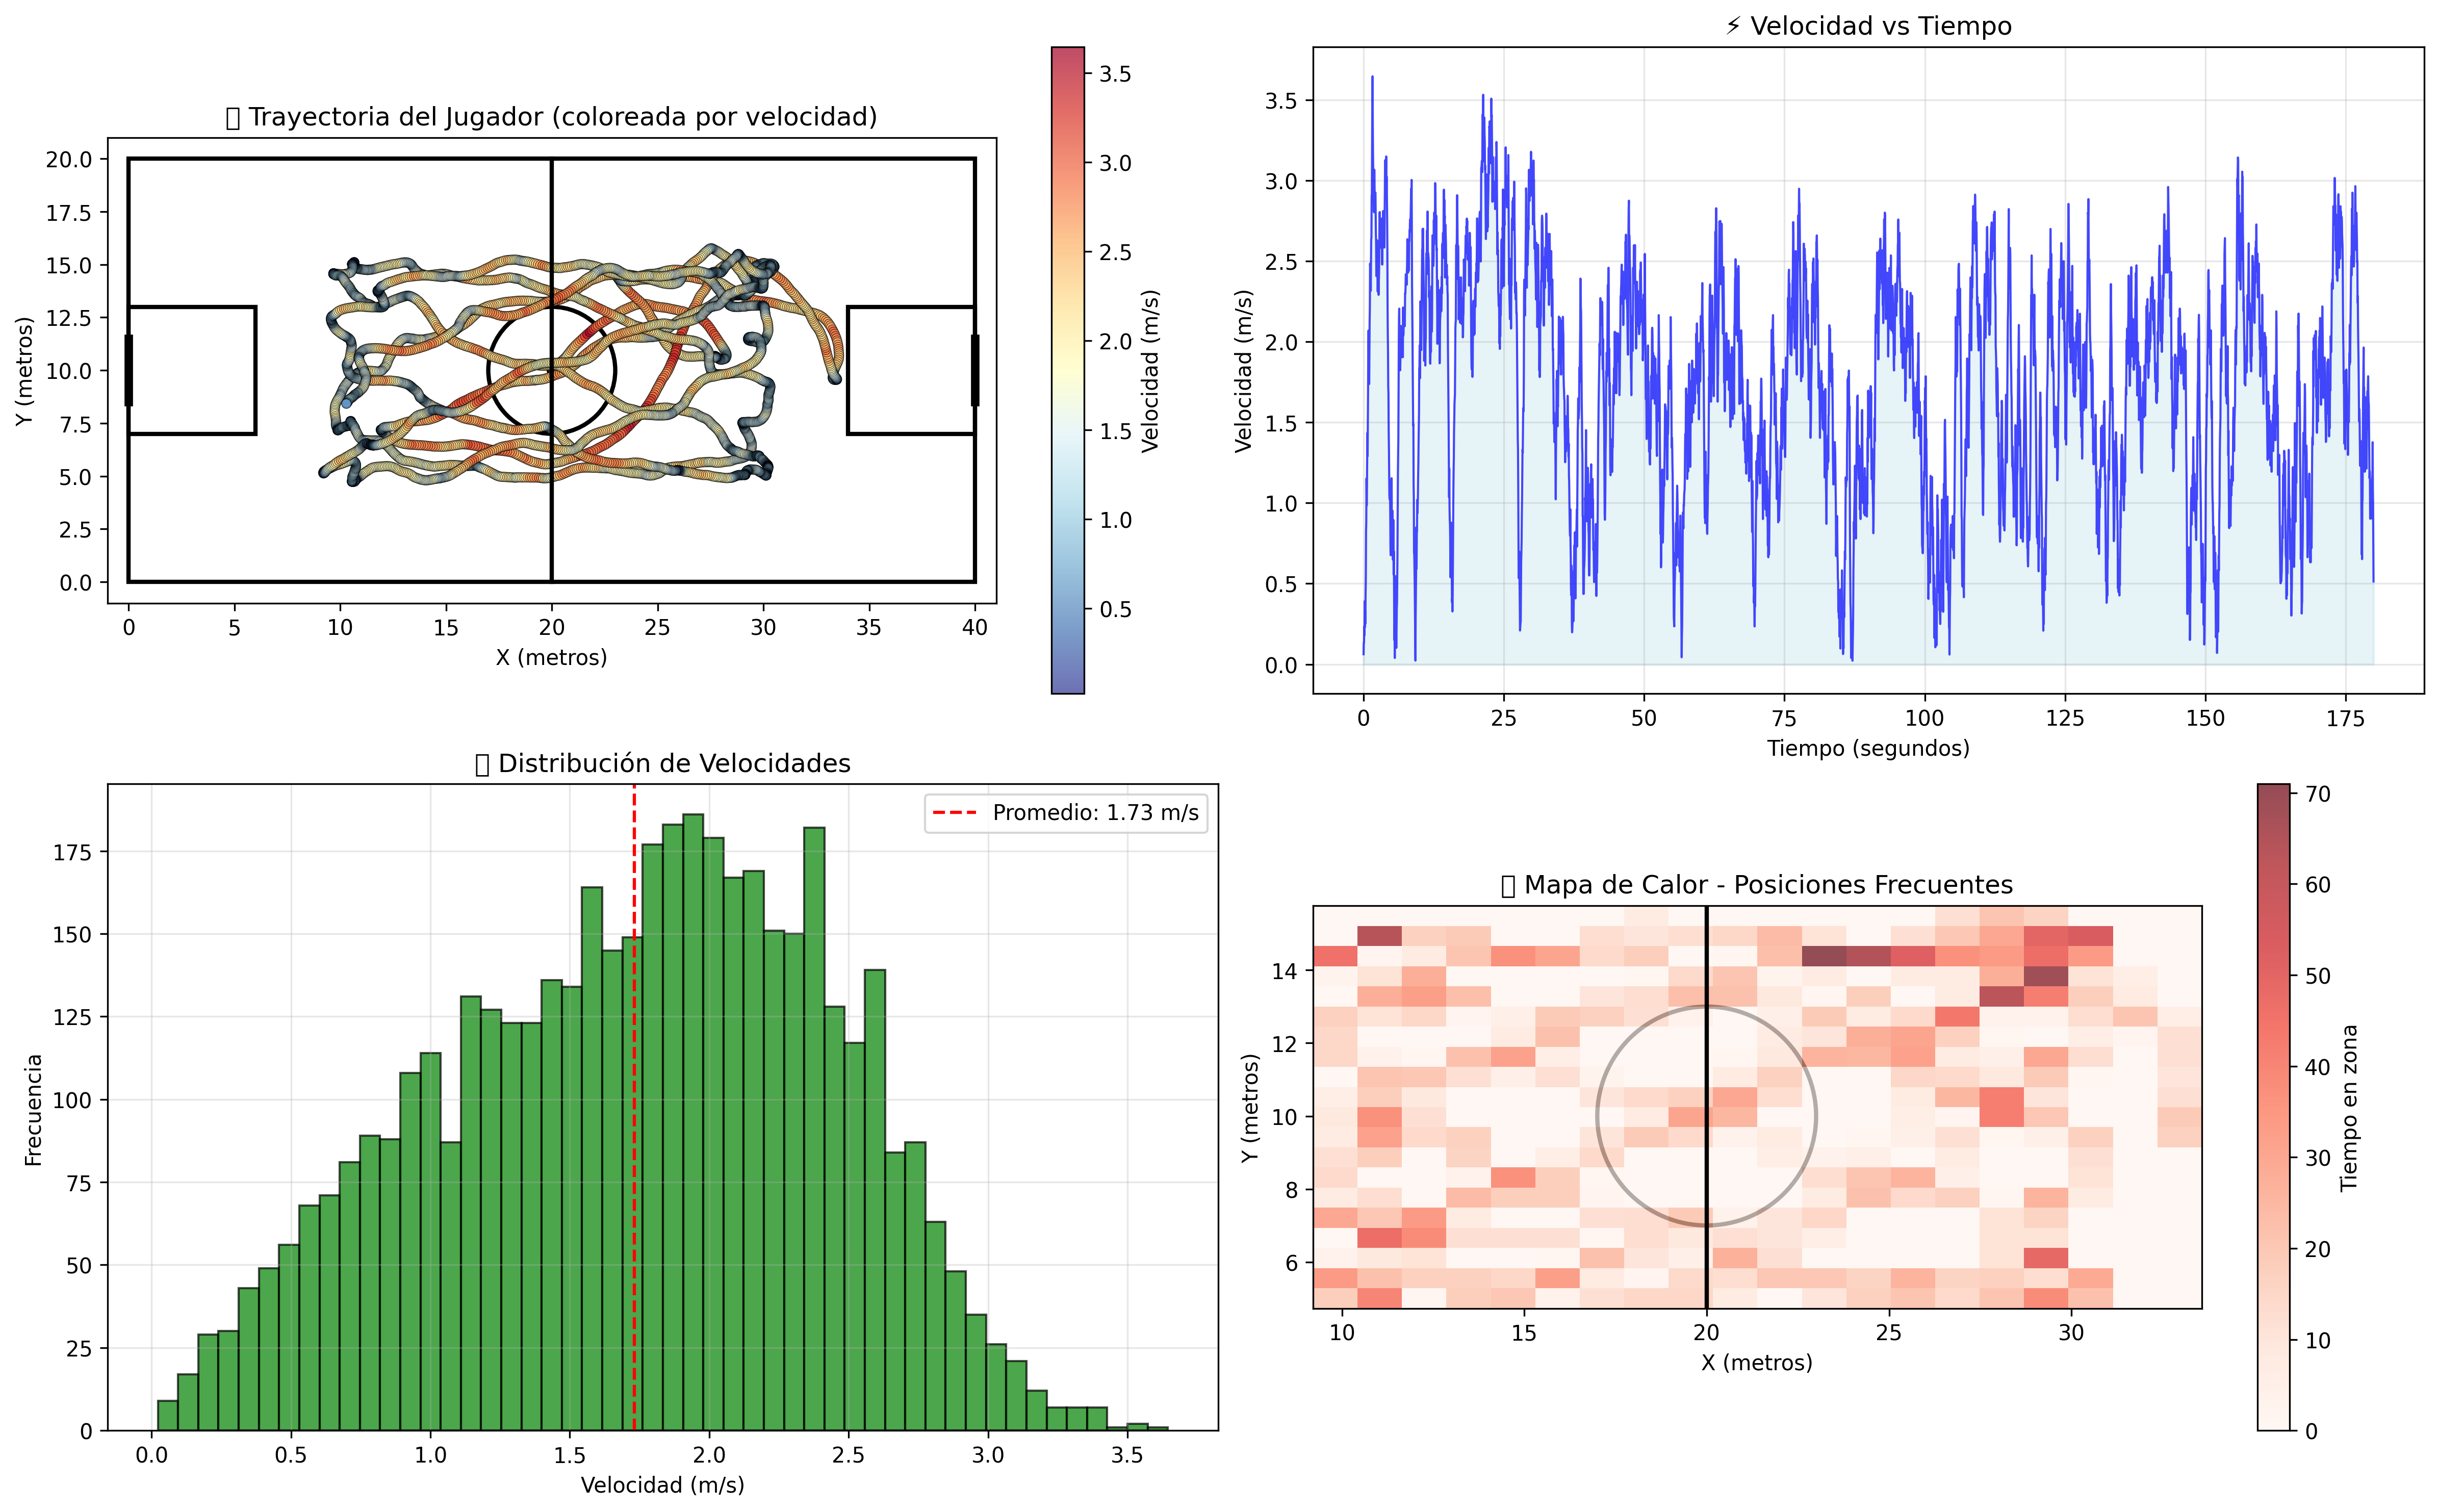 Trayectoria del Jugador (coloreada por velocidad)
20.0
17.5
15.0
12.5
10.0
7.5
5.0
2.5
0.0
Y (metros)
0 5 10 15 20 25 30 35 40
X (metros)
3.5
3.0
2.5
2.0
1.5
1.0
0.5
Velocidad (m/s)
⚡ Velocidad vs Tiempo
3.5
3.0
2.5
2.0
1.5
1.0
0.5
0.0
Velocidad (m/s)
0 25 50 75 100 125 150 175
Tiempo (segundos)
Distribución de Velocidades
Promedio: 1.73 m/s
175
150
125
100
75
50
25
0
Frecuencia
0.0 0.5 1.0 1.5 2.0 2.5 3.0 3.5
Velocidad (m/s)
Mapa de Calor - Posiciones Frecuentes
14
12
10
8
6
Y (metros)
10 15 20 25 30
X (metros)
70
60
50
40
30
20
10
0
Tiempo en zona